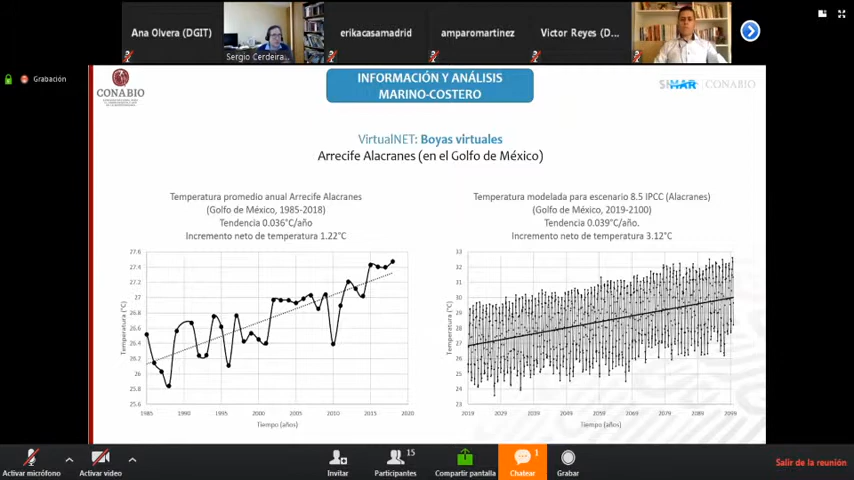 Ana Olvera (DGIT)
Sergio Cerdeira...
erikacasamadrid
amparomartinez
Victor Reyes (D...
Grabación
CONABIO
INFORMACIÓN Y ANÁLISIS
MARINO-COSTERO
SIMAR | CONABIO
VirtualNET: Boyas virtuales
Arrecife Alacranes (en el Golfo de México)
Temperatura promedio anual Arrecife Alacranes
(Golfo de México, 1985-2018)
Tendencia 0.036°C/año
Incremento neto de temperatura 1.22°C
27.6
27.4
27.2
27
26.8
26.6
26.4
26.2
26
25.8
25.6
Temperatura (°C)
1985
1990
1995
2000
2005
2010
2015
2020
Tiempo (años)
Temperatura modelada para escenario 8.5 IPCC (Alacranes)
(Golfo de México, 2019-2100)
Tendencia 0.039°C/año.
Incremento neto de temperatura 3.12°C
33
32
31
30
29
28
27
26
25
24
23
Temperatura (°C)
2019
2029
2039
2049
2059
2069
2079
2089
2099
Tiempo (años)
Activar micrófono
Activar video
Invitar
15
Participantes
Compartir pantalla
1
Chatear
Grabar
Salir de la reunión